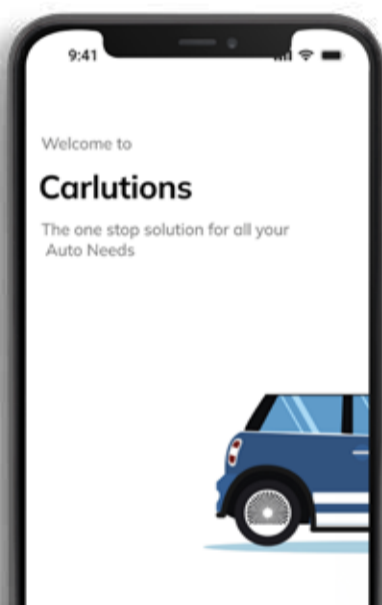 9:41
Welcome to
Carlutions
The one stop solution for all your
Auto Needs